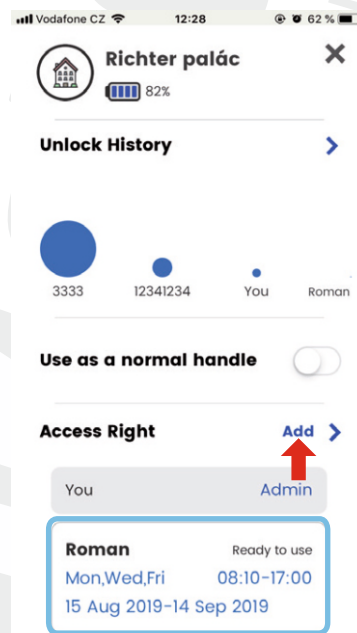 Vodafone CZ 12:28 62 %
Richter palác
82%
Unlock History
3333 12341234 You Roman
Use as a normal handle
Access Right Add
You Admin
Roman Ready to use
Mon,Wed,Fri 08:10-17:00
15 Aug 2019-14 Sep 2019